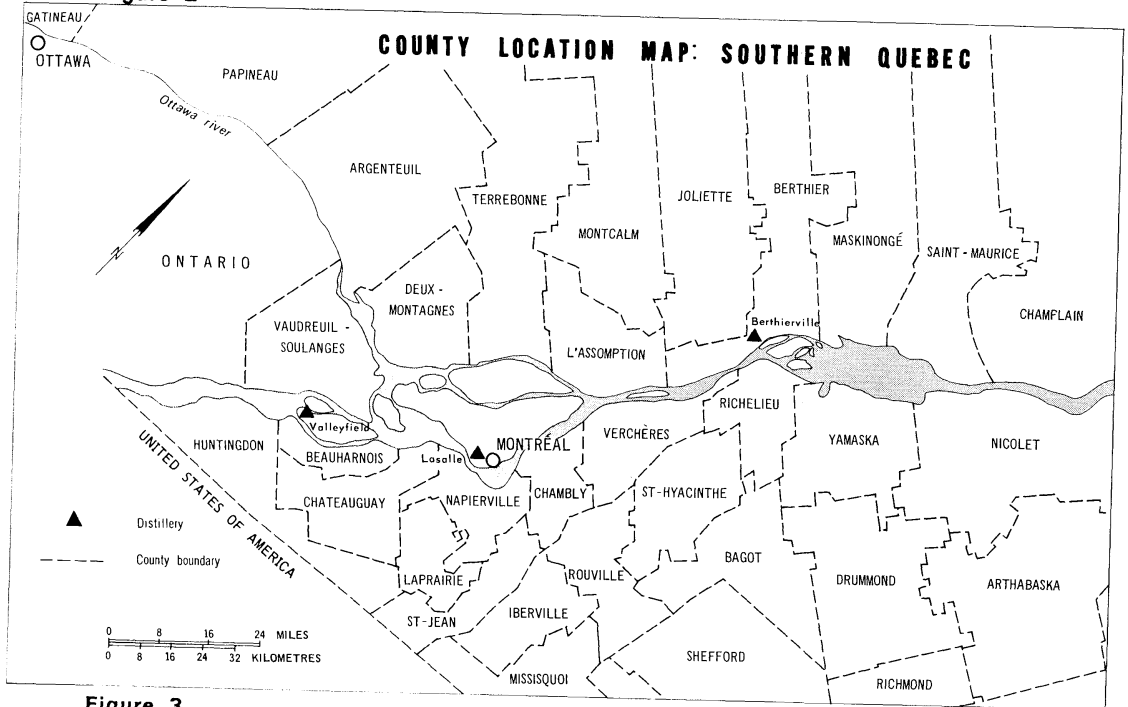 GATINEAU
OTTAWA
COUNTY LOCATION MAP: SOUTHERN QUEBEC
PAPINEAU
Ottawa river
ARGENTEUIL
TERREBONNE
JOLIETTE
BERTHIER
MONTCALM
MASKINONGÉ
SAINT-MAURICE
N
ONTARIO
DEUX-
MONTAGNES
CHAMPLAIN
VAUDREUIL-
SOULANGES
Berthierville
L'ASSOMPTION
RICHELIEU
Valleyfield
HUNTINGDON
BEAUHARNOIS
Lasalle
MONTRÉAL
VERCHÈRES
YAMASKA
NICOLET
UNITED STATES OF AMERICA
CHATEAUGUAY
NAPIERVILLE
CHAMBLY
ST-HYACINTHE
Distillery
County boundary
BAGOT
LAPRAIRIE
ROUVILLE
DRUMMOND
ARTHABASKA
ST-JEAN
IBERVILLE
0 8 16 24 MILES
0 8 16 24 32 KILOMETRES
SHEFFORD
MISSISQUOI
RICHMOND
Figure 3